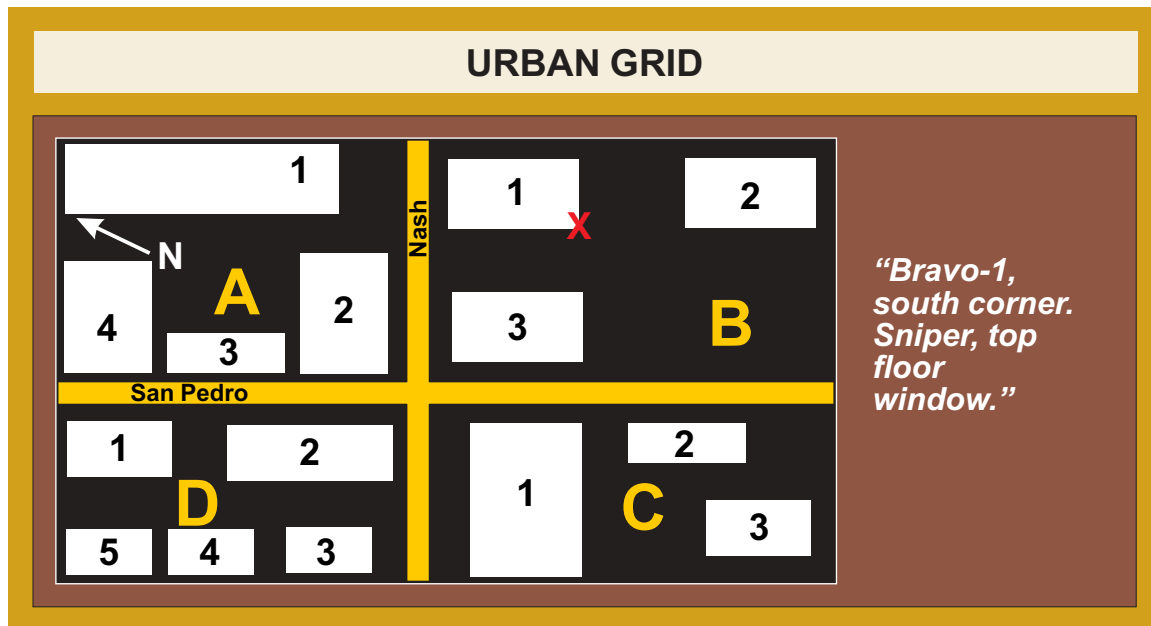 URBAN GRID
1
N
A
4
3
2
Nash
1
X
2
3
B
San Pedro
1
2
D
5
4
3
1
2
C
3
“Bravo-1,
south corner.
Sniper, top
floor
window.”